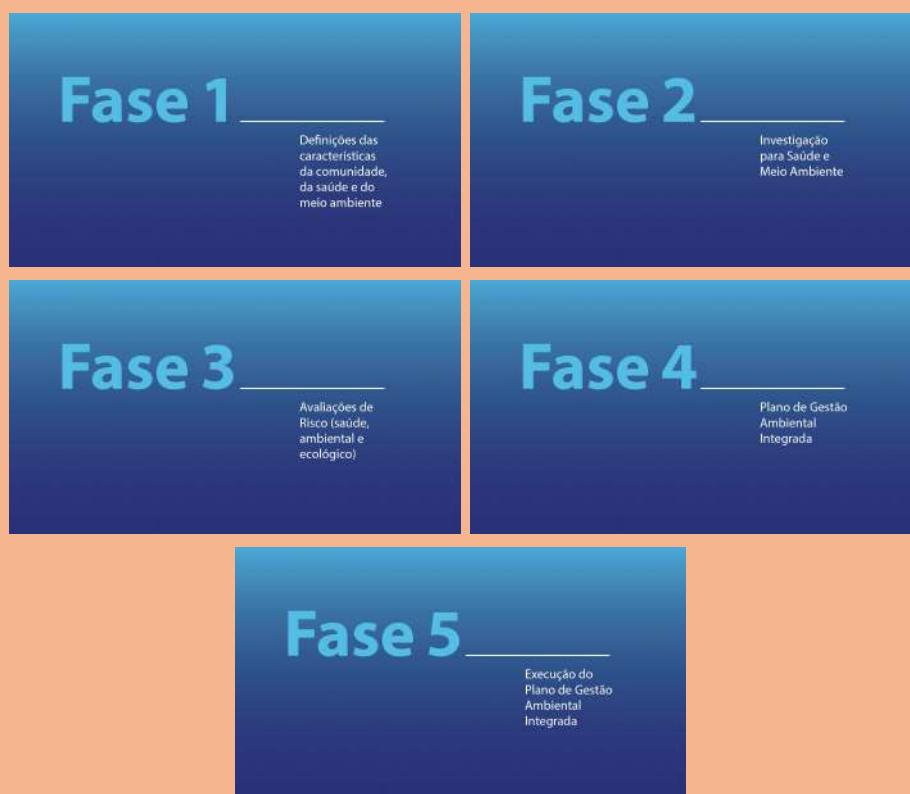 Fase 1
Definições das
características
da comunidade,
da saúde e do
meio ambiente
Fase 2
Investigação
para Saúde e
Meio Ambiente
Fase 3
Avaliações de
Risco (saúde,
ambiental e
ecológico)
Fase 4
Plano de Gestão
Ambiental
Integrada
Fase 5
Execução do
Plano de Gestão
Ambiental
Integrada